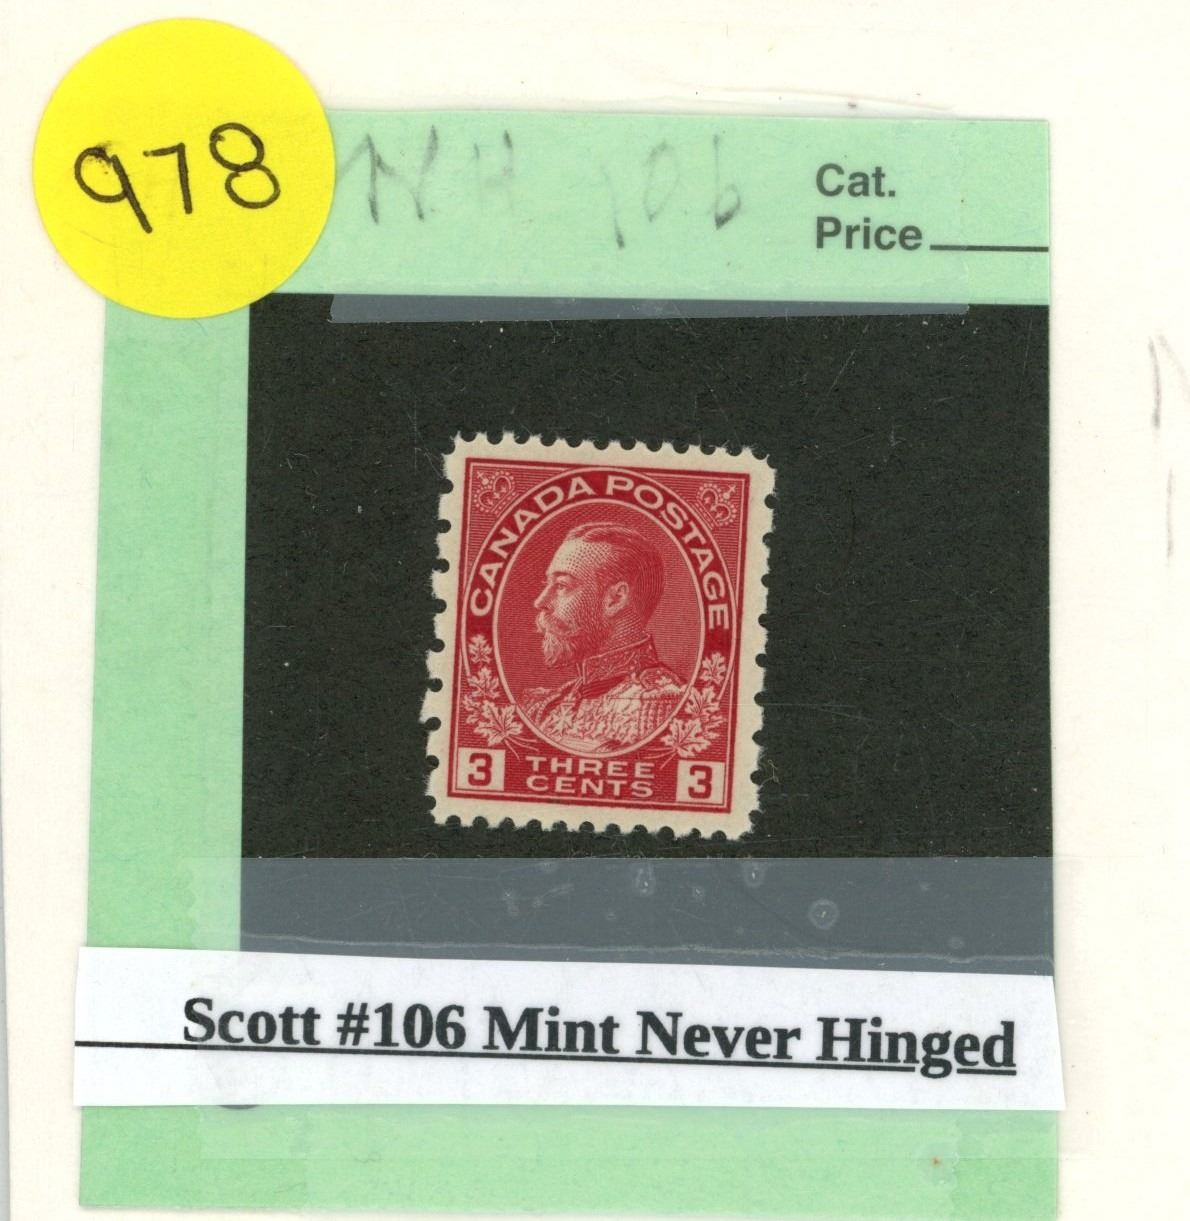 978
NH 106
Cat.
Price
CANADA POSTAGE
3 THREE CENTS 3
Scott #106 Mint Never Hinged